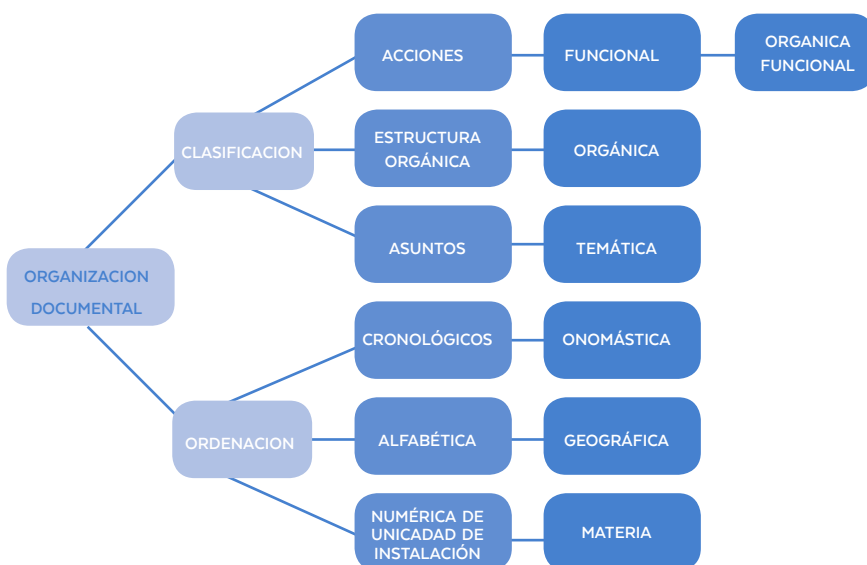 ACCIONES
FUNCIONAL
ORGANICA
FUNCIONAL
CLASIFICACION
ESTRUCTURA
ORGÁNICA
ORGÁNICA
ASUNTOS
TEMÁTICA
ORGANIZACION
DOCUMENTAL
CRONOLÓGICOS
ONOMÁSTICA
ORDENACION
ALFABÉTICA
GEOGRÁFICA
NUMÉRICA DE
UNICADAD DE
INSTALACIÓN
MATERIA